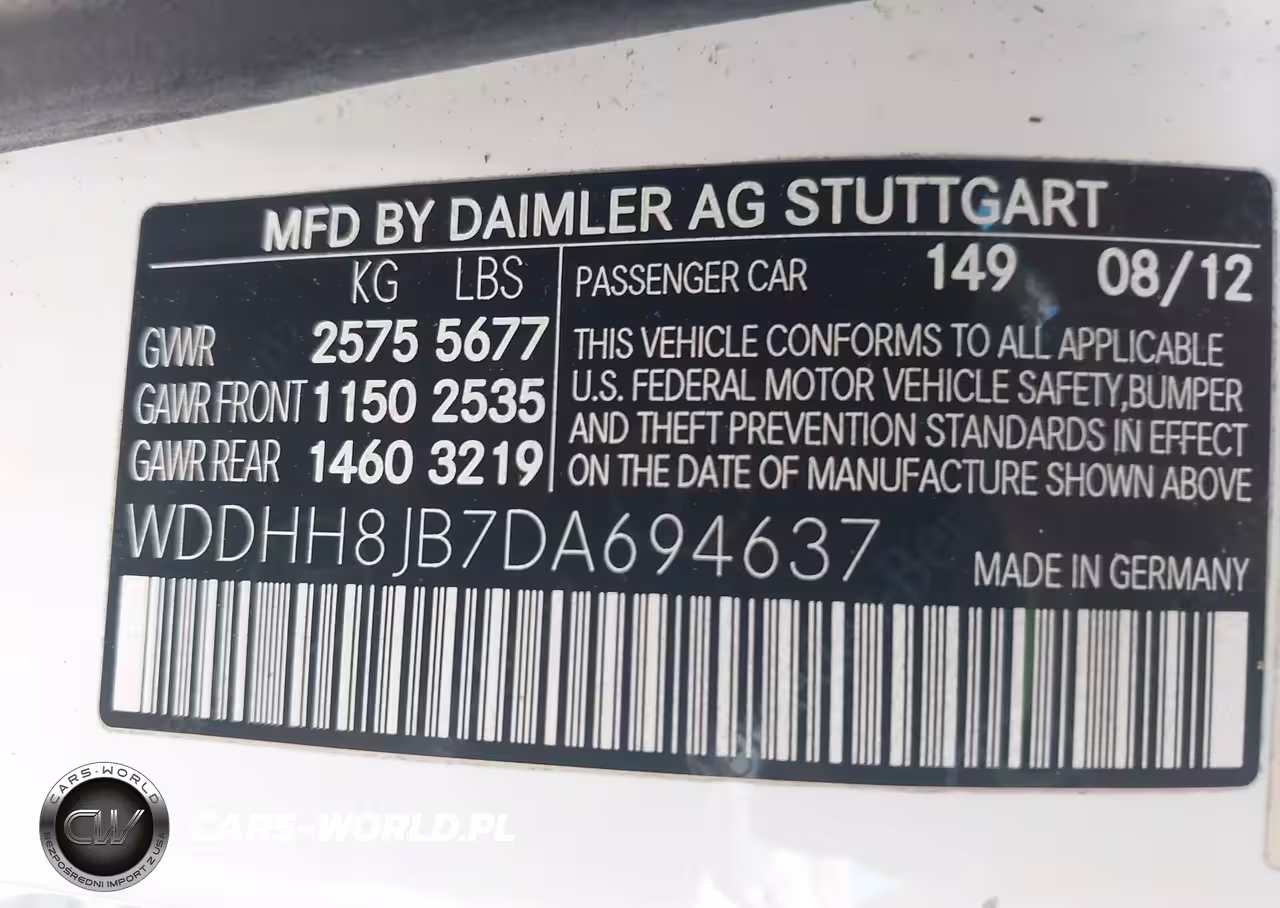 MFD BY DAIMLER AG STUTTGART
KG LBS
GVWR 2575 5677
GAWR FRONT 1150 2535
GAWR REAR 1460 3219
PASSENGER CAR 149 08/12
THIS VEHICLE CONFORMS TO ALL APPLICABLE
U.S. FEDERAL MOTOR VEHICLE SAFETY,BUMPER
AND THEFT PREVENTION STANDARDS IN EFFECT
ON THE DATE OF MANUFACTURE SHOWN ABOVE
WDDHH8JB7DA694637
MADE IN GERMANY
CARS-WORLD
CW
BEZPOŚREDNI IMPORT Z USA
CARS-WORLD.PL